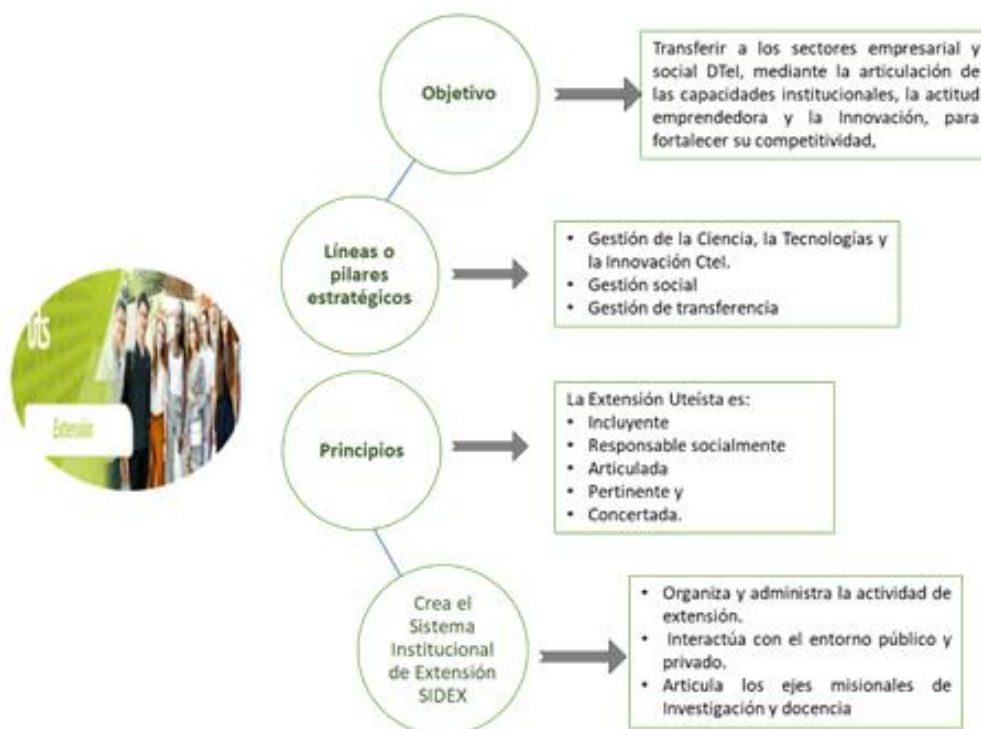 Objetivo
Transferir a los sectores empresarial y
social DTeI, mediante la articulación de
las capacidades institucionales, la actitud
emprendedora y la Innovación, para
fortalecer su competitividad,
Líneas o
pilares
estratégicos
• Gestión de la Ciencia, la Tecnologías y
la Innovación CteI.
• Gestión social
• Gestión de transferencia
uts
Extensión
Principios
La Extensión Uteísta es:
• Incluyente
• Responsable socialmente
• Articulada
• Pertinente y
• Concertada.
Crea el
Sistema
Institucional
de Extensión
SIDEX
• Organiza y administra la actividad de
extensión.
• Interactúa con el entorno público y
privado.
• Articula los ejes misionales de
Investigación y docencia